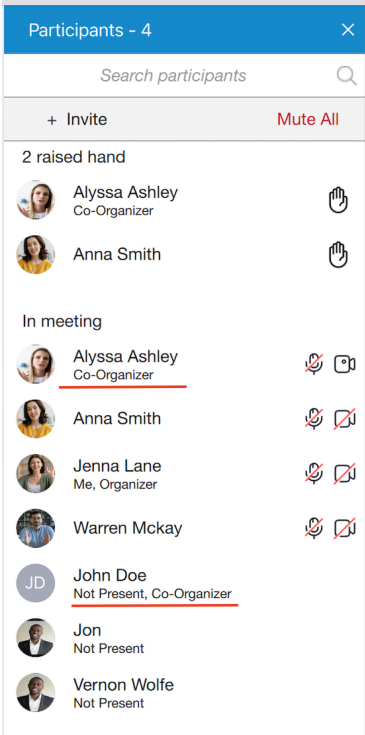 Participants - 4
Search participants
+ Invite Mute All
2 raised hand
Alyssa Ashley
Co-Organizer
Anna Smith
In meeting
Alyssa Ashley
Co-Organizer
Anna Smith
Jenna Lane
Me, Organizer
Warren Mckay
JD
John Doe
Not Present, Co-Organizer
Jon
Not Present
Vernon Wolfe
Not Present